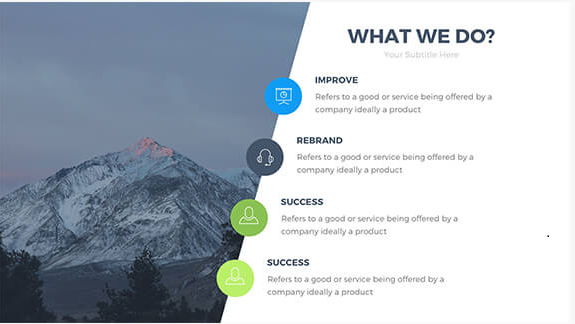 WHAT WE DO?
Your Subtitle Here
IMPROVE
Refers to a good or service being offered by a
company ideally a product
REBRAND
Refers to a good or service being offered by a
company ideally a product
SUCCESS
Refers to a good or service being offered by a
company ideally a product
SUCCESS
Refers to a good or service being offered by a
company ideally a product